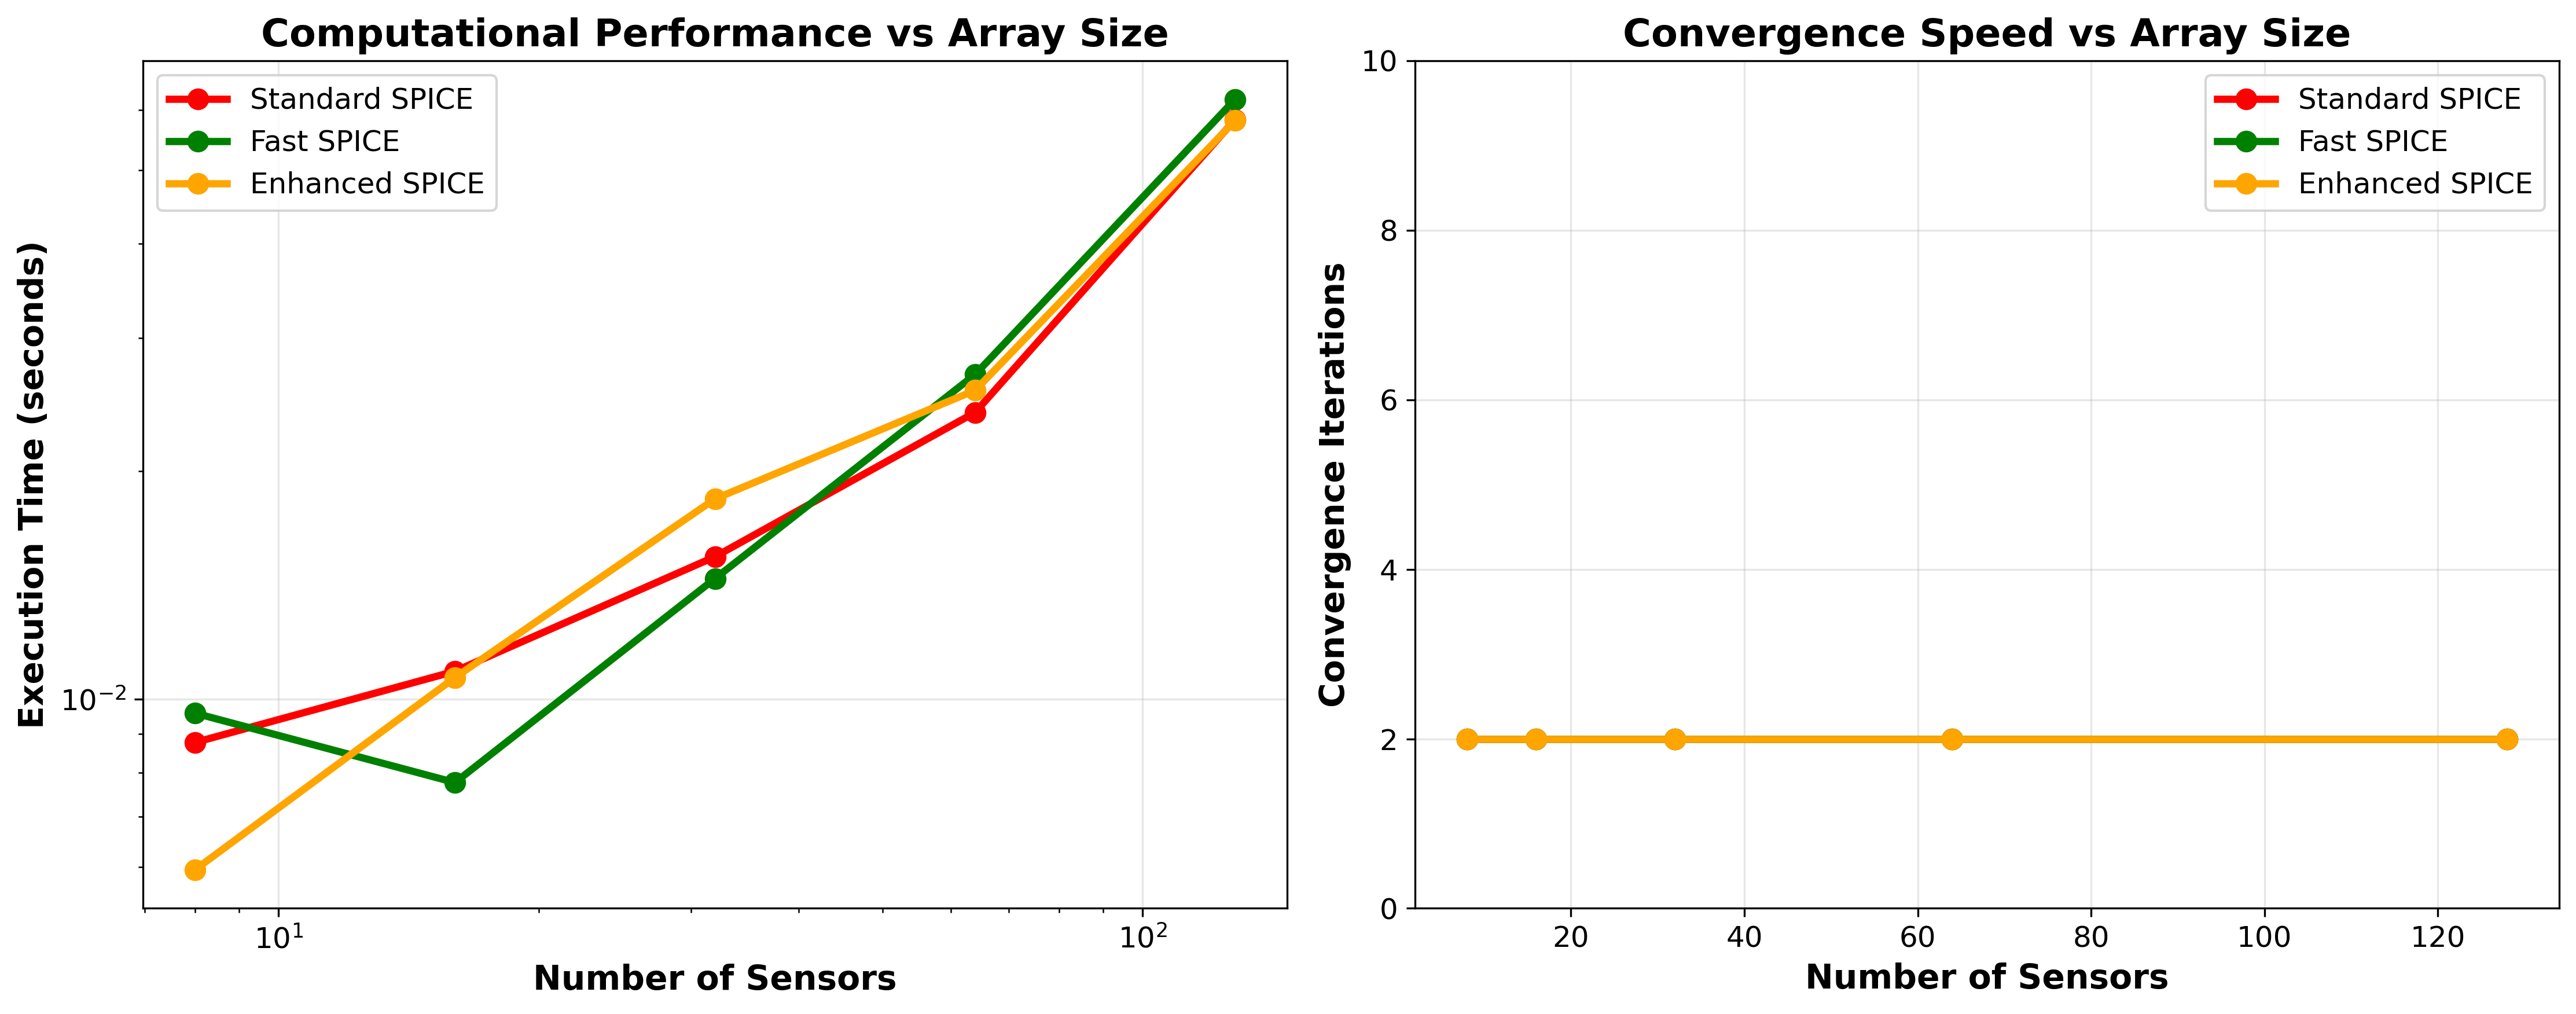 Computational Performance vs Array Size
Standard SPICE
Fast SPICE
Enhanced SPICE
Execution Time (seconds)
10⁻²
10¹
10²
Number of Sensors
Convergence Speed vs Array Size
Standard SPICE
Fast SPICE
Enhanced SPICE
Convergence Iterations
10
8
6
4
2
0
20
40
60
80
100
120
Number of Sensors